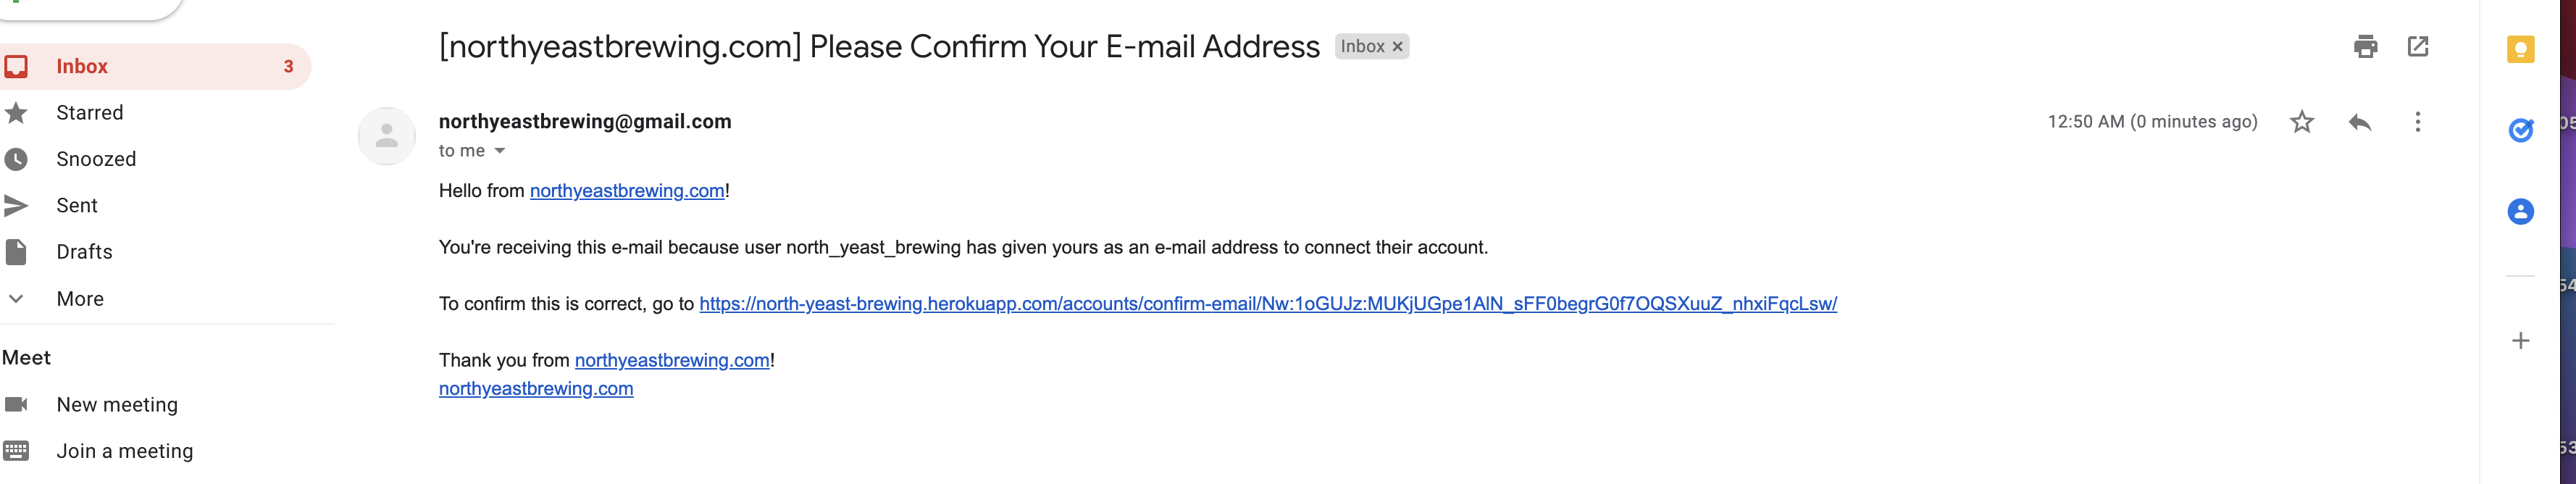 [northyeastbrewing.com] Please Confirm Your E-mail Address Inbox ×
Inbox 3
Starred
Snoozed
Sent
Drafts
More
Meet
New meeting
Join a meeting
northyeastbrewing@gmail.com 12:50 AM (0 minutes ago)
to me
Hello from northyeastbrewing.com!
You're receiving this e-mail because user north_yeast_brewing has given yours as an e-mail address to connect their account.
To confirm this is correct, go to https://north-yeast-brewing.herokuapp.com/accounts/confirm-email/Nw:1oGUJz:MUKjUGpe1AlN_sFF0begrG0f7OQSXuuZ_nhxiFqcLsw/
Thank you from northyeastbrewing.com!
northyeastbrewing.com